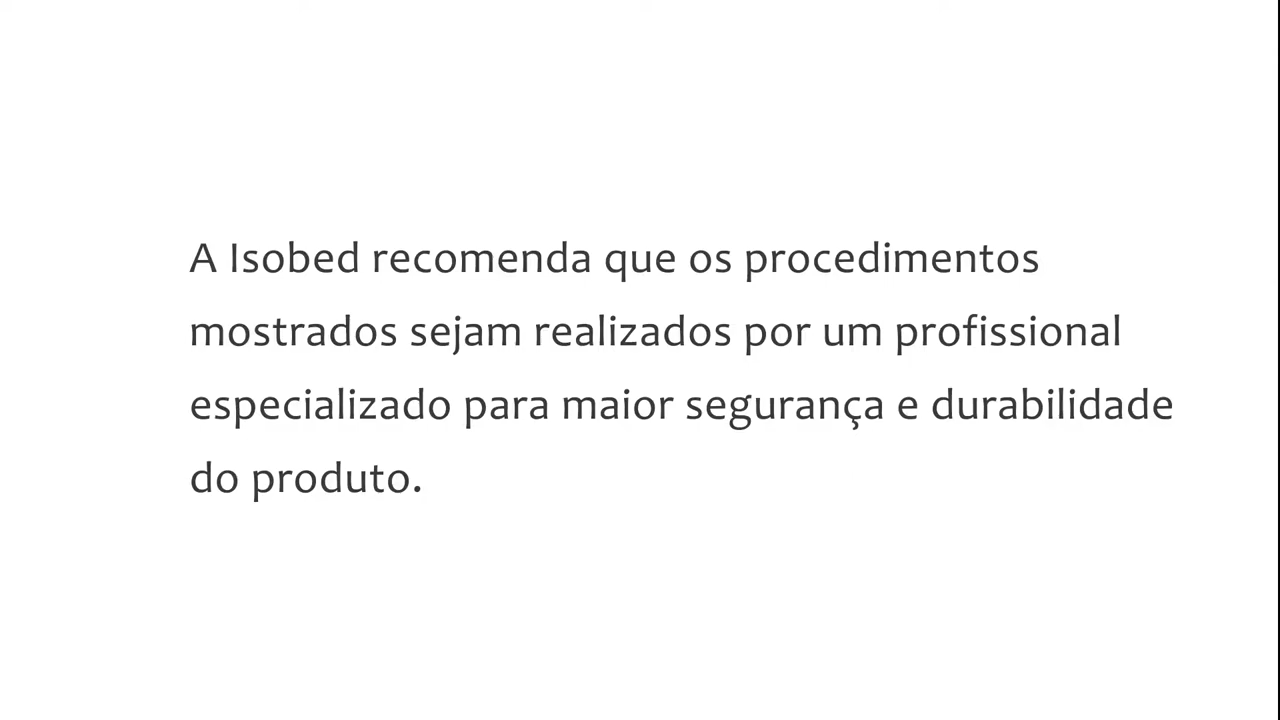 A Isobed recomenda que os procedimentos
mostrados sejam realizados por um profissional
especializado para maior segurança e durabilidade
do produto.